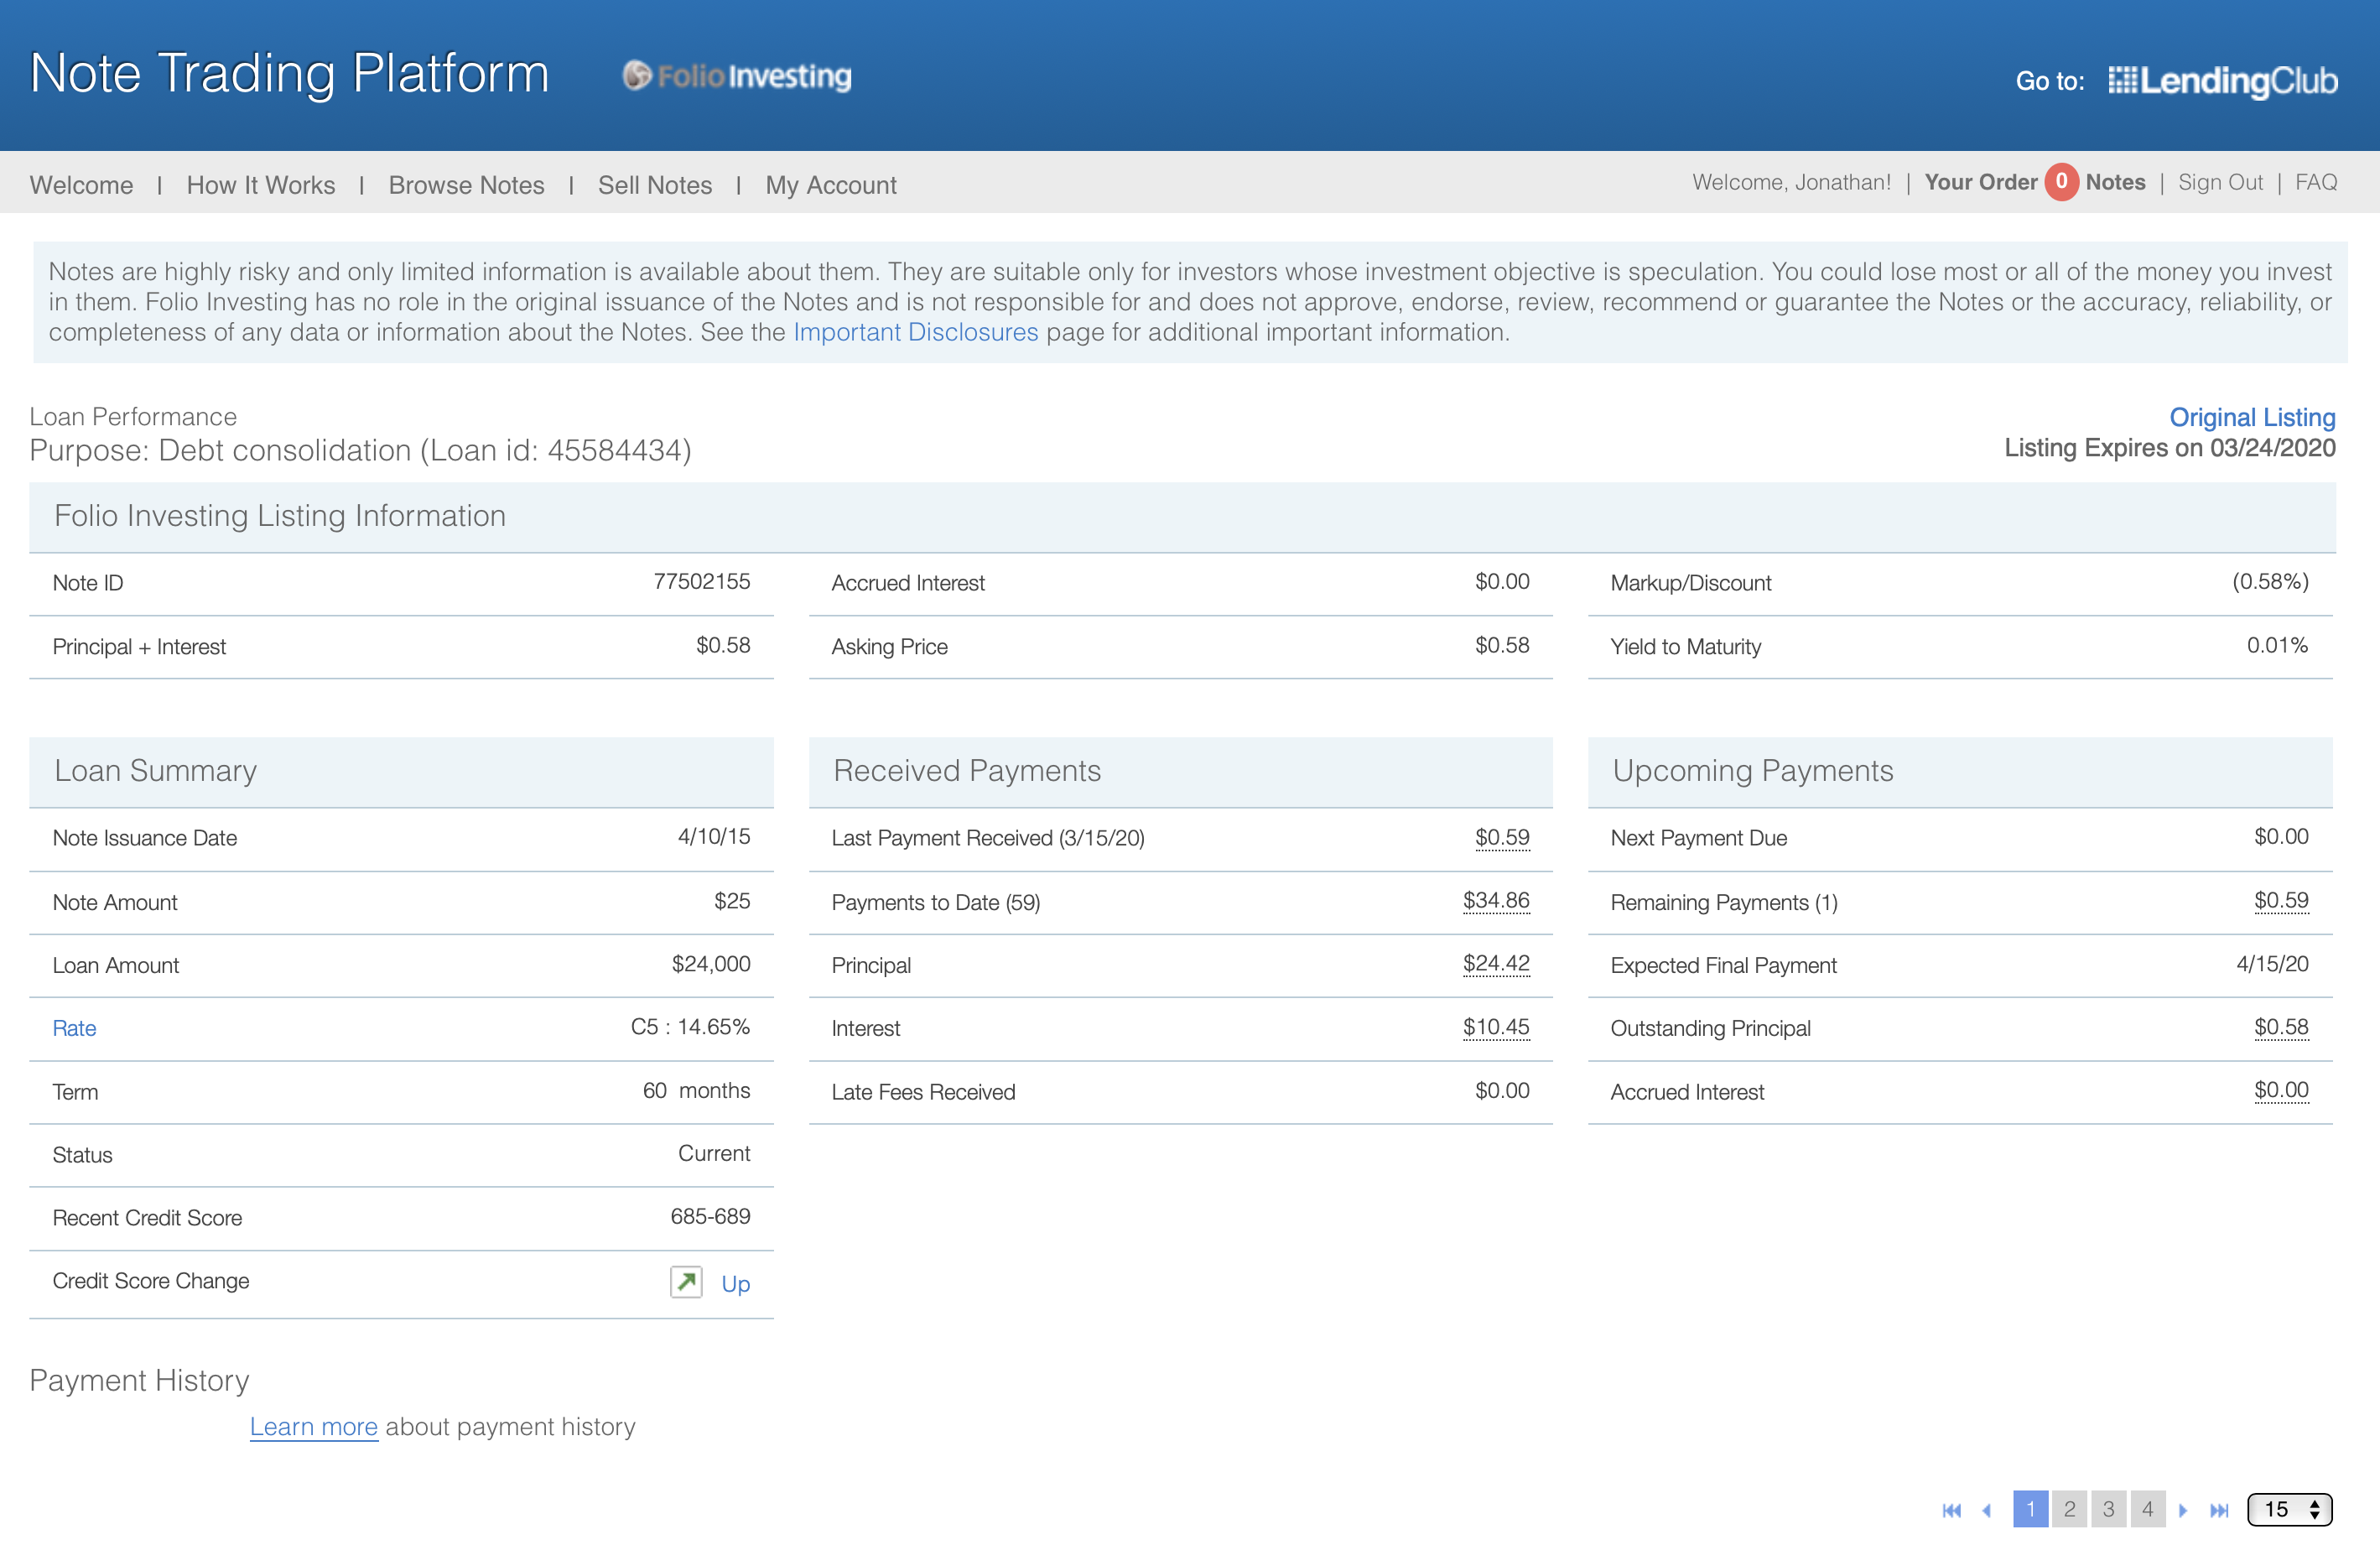 Note Trading Platform
Folio Investing
Go to: LendingClub
Welcome | How It Works | Browse Notes | Sell Notes | My Account
Welcome, Jonathan! | Your Order 0 Notes | Sign Out | FAQ
Notes are highly risky and only limited information is available about them. They are suitable only for investors whose investment objective is speculation. You could lose most or all of the money you invest
in them. Folio Investing has no role in the original issuance of the Notes and is not responsible for and does not approve, endorse, review, recommend or guarantee the Notes or the accuracy, reliability, or
completeness of any data or information about the Notes. See the Important Disclosures page for additional important information.
Loan Performance
Purpose: Debt consolidation (Loan id: 45584434)
Original Listing
Listing Expires on 03/24/2020
Folio Investing Listing Information
Note ID 77502155
Principal + Interest $0.58
Accrued Interest $0.00
Asking Price $0.58
Markup/Discount (0.58%)
Yield to Maturity 0.01%
Loan Summary
Note Issuance Date 4/10/15
Note Amount $25
Loan Amount $24,000
Rate C5 : 14.65%
Term 60 months
Status Current
Recent Credit Score 685-689
Credit Score Change Up
Received Payments
Last Payment Received (3/15/20) $0.59
Payments to Date (59) $34.86
Principal $24.42
Interest $10.45
Late Fees Received $0.00
Upcoming Payments
Next Payment Due $0.00
Remaining Payments (1) $0.59
Expected Final Payment 4/15/20
Outstanding Principal $0.58
Accrued Interest $0.00
Payment History
Learn more about payment history
1 2 3 4 15